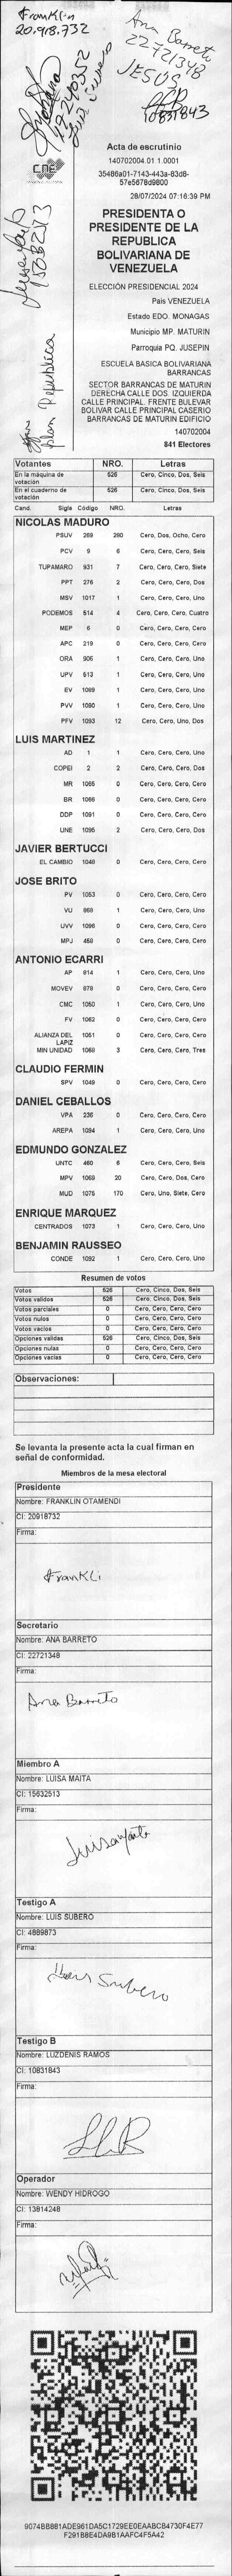 Franklin
20.918.732
Ana Barreto
22721348
JESUS
10831843
CNE
Acta de escrutinio
140702004.01.1.0001
35486a01-7143-443a-83d8-
57e5678d9800
28/07/2024 07:16:39 PM
PRESIDENTA O
PRESIDENTE DE LA
REPUBLICA
BOLIVARIANA DE
VENEZUELA
ELECCIÓN PRESIDENCIAL 2024
Pais VENEZUELA
Estado EDO. MONAGAS
Municipio MP. MATURIN
Parroquia PQ. JUSEPIN
ESCUELA BASICA BOLIVARIANA
BARRANCAS
SECTOR BARRANCAS DE MATURIN
DERECHA CALLE DOS. IZQUIERDA
CALLE PRINCIPAL. FRENTE BULEVAR
BOLIVAR CALLE PRINCIPAL CASERIO
BARRANCAS DE MATURIN EDIFICIO
140702004
841 Electores
Votantes NRO. Letras
En la máquina de votación 526 Cero, Cinco, Dos, Seis
En el cuaderno de votación 526 Cero, Cinco, Dos, Seis
Cand. Sigla Código NRO. Letras
NICOLAS MADURO
PSUV 269 280 Cero, Dos, Ocho, Cero
PCV 9 6 Cero, Cero, Cero, Seis
TUPAMARO 931 7 Cero, Cero, Cero, Siete
PPT 276 2 Cero, Cero, Cero, Dos
MSV 1017 1 Cero, Cero, Cero, Uno
PODEMOS 514 4 Cero, Cero, Cero, Cuatro
MEP 6 0 Cero, Cero, Cero, Cero
APC 219 0 Cero, Cero, Cero, Cero
ORA 906 1 Cero, Cero, Cero, Uno
UPV 513 1 Cero, Cero, Cero, Uno
EV 1089 1 Cero, Cero, Cero, Uno
PVV 1090 1 Cero, Cero, Cero, Uno
PFV 1093 12 Cero, Cero, Uno, Dos
LUIS MARTINEZ
AD 1 1 Cero, Cero, Cero, Uno
COPEI 2 2 Cero, Cero, Cero, Dos
MR 1065 0 Cero, Cero, Cero, Cero
BR 1066 0 Cero, Cero, Cero, Cero
DDP 1091 0 Cero, Cero, Cero, Cero
UNE 1095 2 Cero, Cero, Cero, Dos
JAVIER BERTUCCI
EL CAMBIO 1046 0 Cero, Cero, Cero, Cero
JOSE BRITO
PV 1053 0 Cero, Cero, Cero, Cero
VU 869 1 Cero, Cero, Cero, Uno
UVV 1096 0 Cero, Cero, Cero, Cero
MPJ 458 0 Cero, Cero, Cero, Cero
ANTONIO ECARRI
AP 814 1 Cero, Cero, Cero, Uno
MOVEV 979 0 Cero, Cero, Cero, Cero
CMC 1050 1 Cero, Cero, Cero, Uno
FV 1062 0 Cero, Cero, Cero, Cero
ALIANZA DEL LAPIZ 1051 0 Cero, Cero, Cero, Cero
MIN UNIDAD 1068 3 Cero, Cero, Cero, Tres
CLAUDIO FERMIN
SPV 1049 0 Cero, Cero, Cero, Cero
DANIEL CEBALLOS
VPA 236 0 Cero, Cero, Cero, Cero
AREPA 1094 1 Cero, Cero, Cero, Uno
EDMUNDO GONZALEZ
UNTC 460 6 Cero, Cero, Cero, Seis
MPV 1069 20 Cero, Cero, Dos, Cero
MUD 1075 170 Cero, Uno, Siete, Cero
ENRIQUE MARQUEZ
CENTRADOS 1073 1 Cero, Cero, Cero, Uno
BENJAMIN RAUSSEO
CONDE 1092 1 Cero, Cero, Cero, Uno
Resumen de votos
Votos 526 Cero, Cinco, Dos, Seis
Votos validos 526 Cero, Cinco, Dos, Seis
Votos parciales 0 Cero, Cero, Cero, Cero
Votos nulos 0 Cero, Cero, Cero, Cero
Votos vacios 0 Cero, Cero, Cero, Cero
Opciones validas 526 Cero, Cinco, Dos, Seis
Opciones nulas 0 Cero, Cero, Cero, Cero
Opciones vacias 0 Cero, Cero, Cero, Cero
Observaciones:
Se levanta la presente acta la cual firman en
señal de conformidad.
Miembros de la mesa electoral
Presidente
Nombre: FRANKLIN OTAMENDI
CI: 20918732
Firma:
Frankli
Secretario
Nombre: ANA BARRETO
CI: 22721348
Firma:
Ana Barreto
Miembro A
Nombre: LUISA MAITA
CI: 15632513
Firma:
Luisa Maita
Testigo A
Nombre: LUIS SUBERO
CI: 4889873
Firma:
Luis Subero
Testigo B
Nombre: LUZDENIS RAMOS
CI: 10831843
Firma:
Operador
Nombre: WENDY HIDROGO
CI: 13814248
Firma:
9074BB881ADE961DA5C1729EE0EAABCB4730F4E77
F291B8E4DA9B1AAFC4F5A42